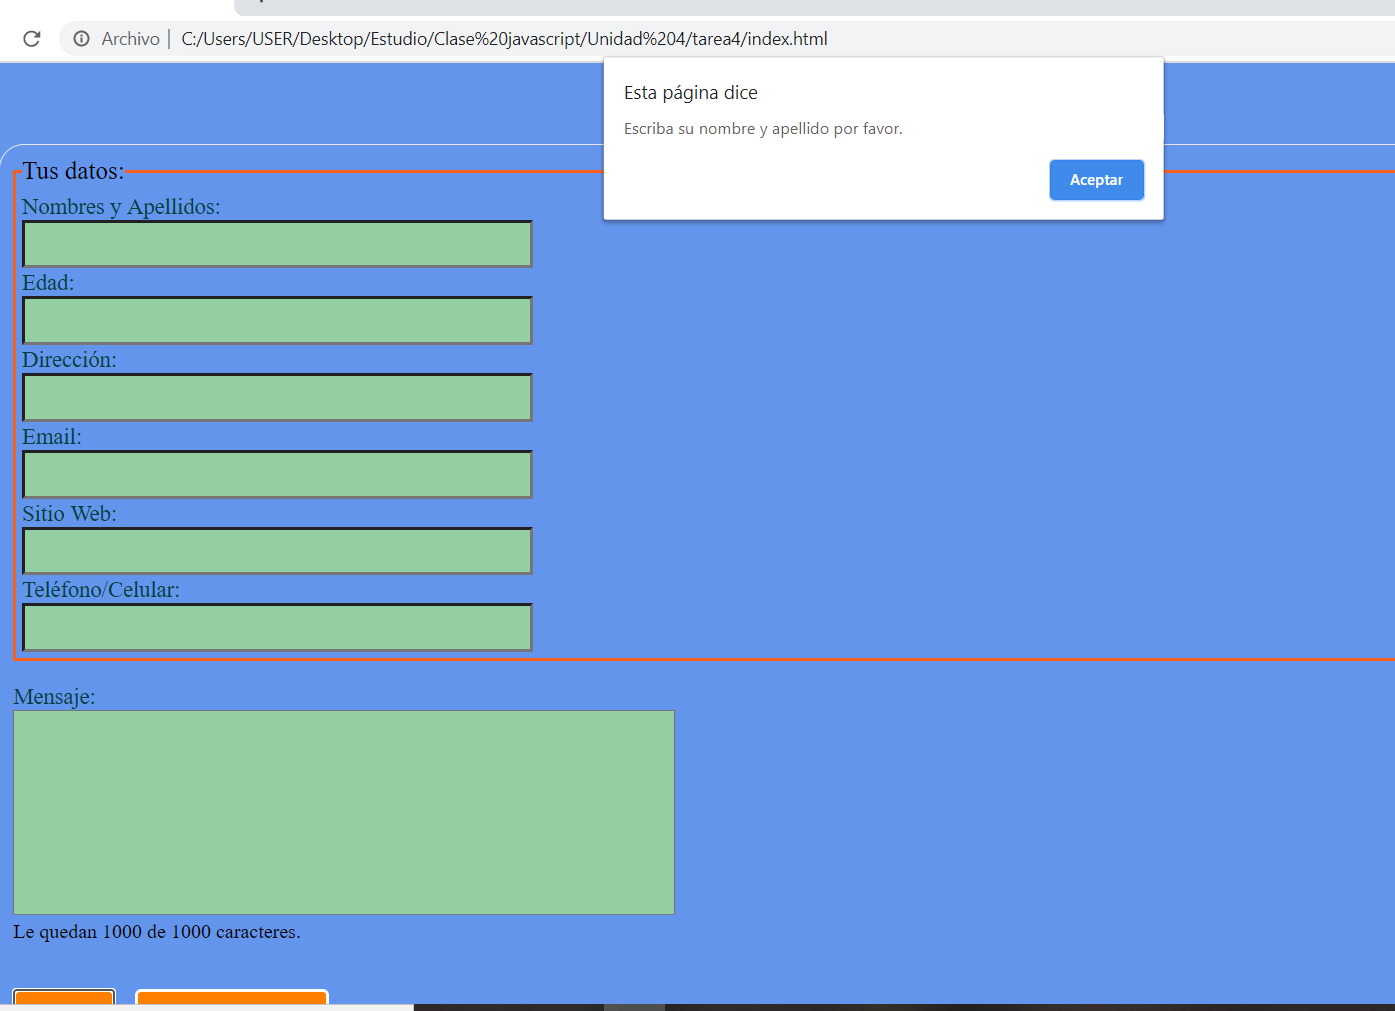 Archivo | C:/Users/USER/Desktop/Estudio/Clase%20javascript/Unidad%204/tarea4/index.html
Esta página dice
Escriba su nombre y apellido por favor.
Aceptar
Tus datos:
Nombres y Apellidos:
Edad:
Dirección:
Email:
Sitio Web:
Teléfono/Celular:
Mensaje:
Le quedan 1000 de 1000 caracteres.